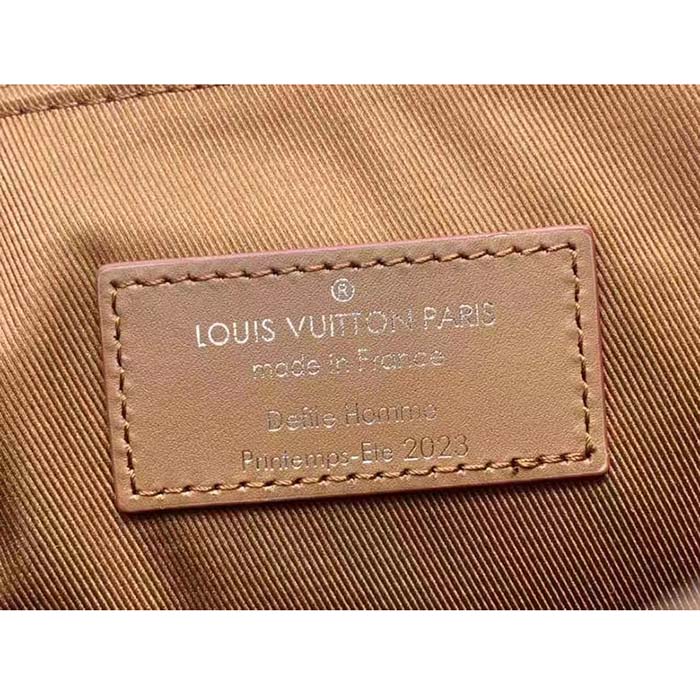 ®
LOUIS VUITTON PARIS
made in France
Defile Homme
Printemps-Ete 2023